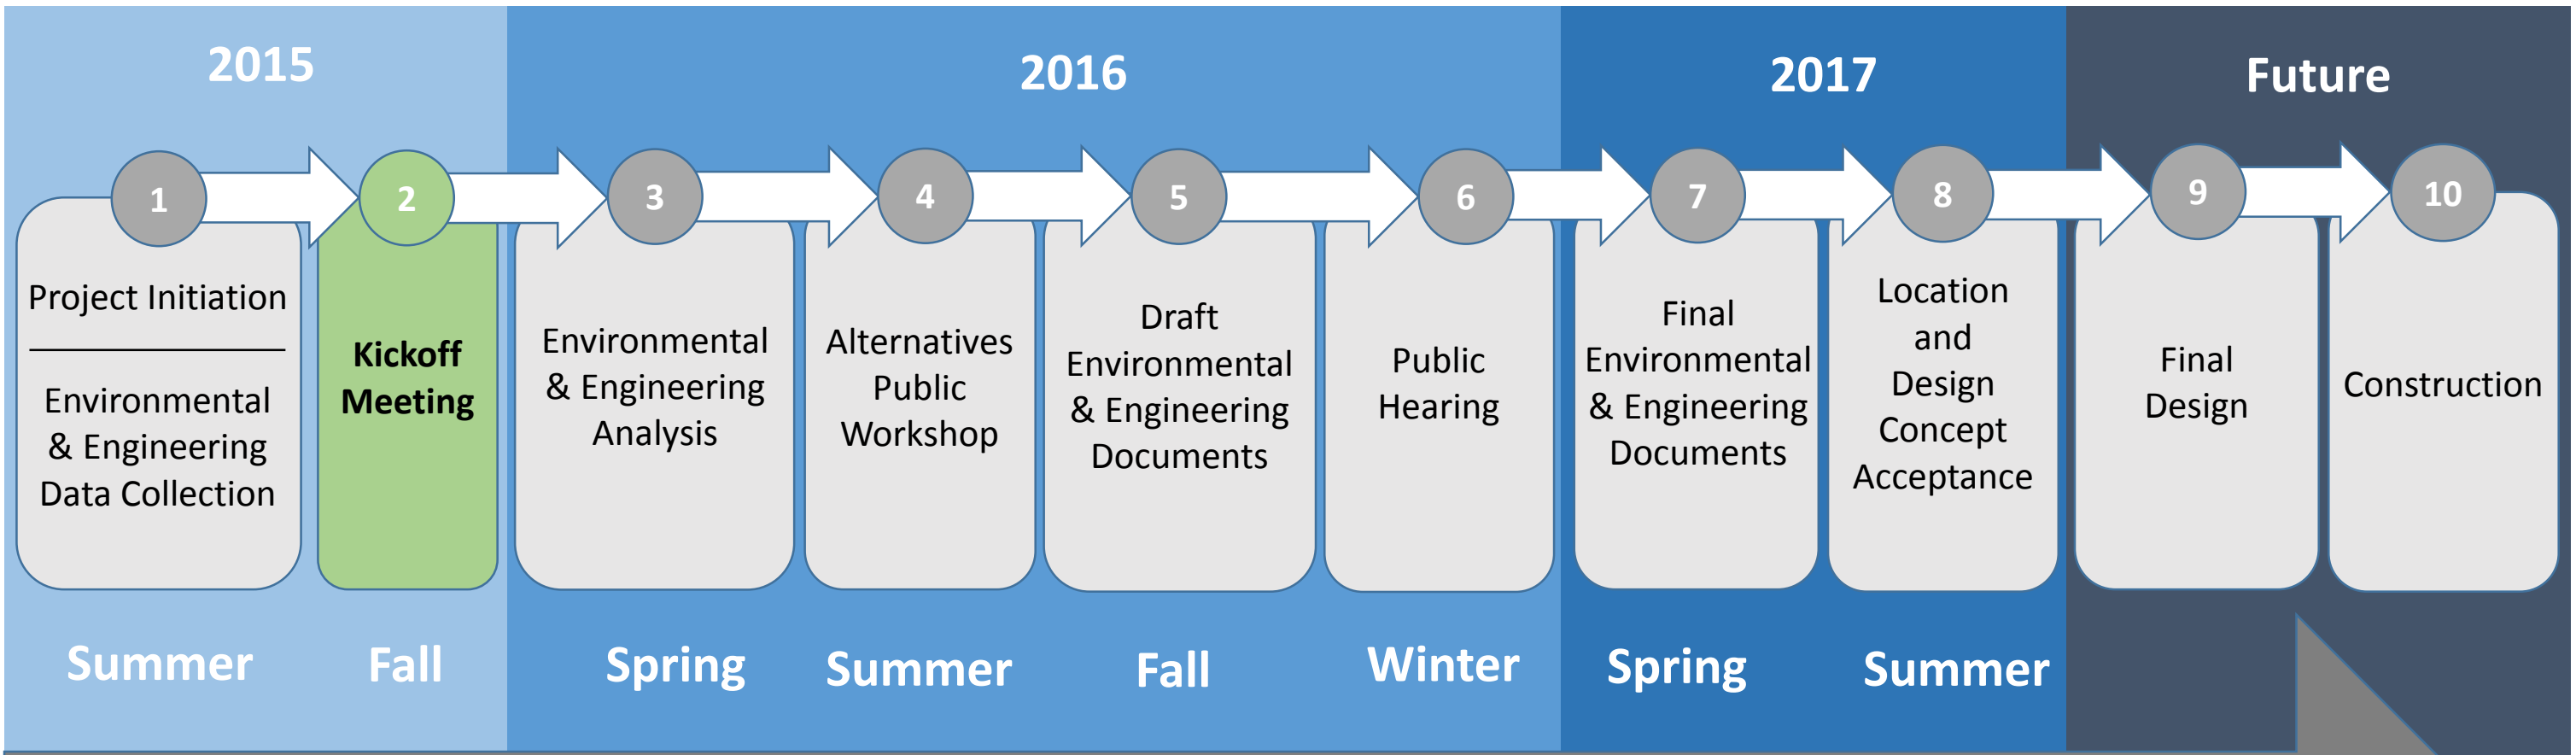 2015
2016
2017
Future
1
2
3
4
5
6
7
8
9
10
Project Initiation
Environmental
& Engineering
Data Collection
Kickoff
Meeting
Environmental
& Engineering
Analysis
Alternatives
Public
Workshop
Draft
Environmental
& Engineering
Documents
Public
Hearing
Final
Environmental
& Engineering
Documents
Location
and
Design
Concept
Acceptance
Final
Design
Construction
Summer
Fall
Spring
Summer
Fall
Winter
Spring
Summer